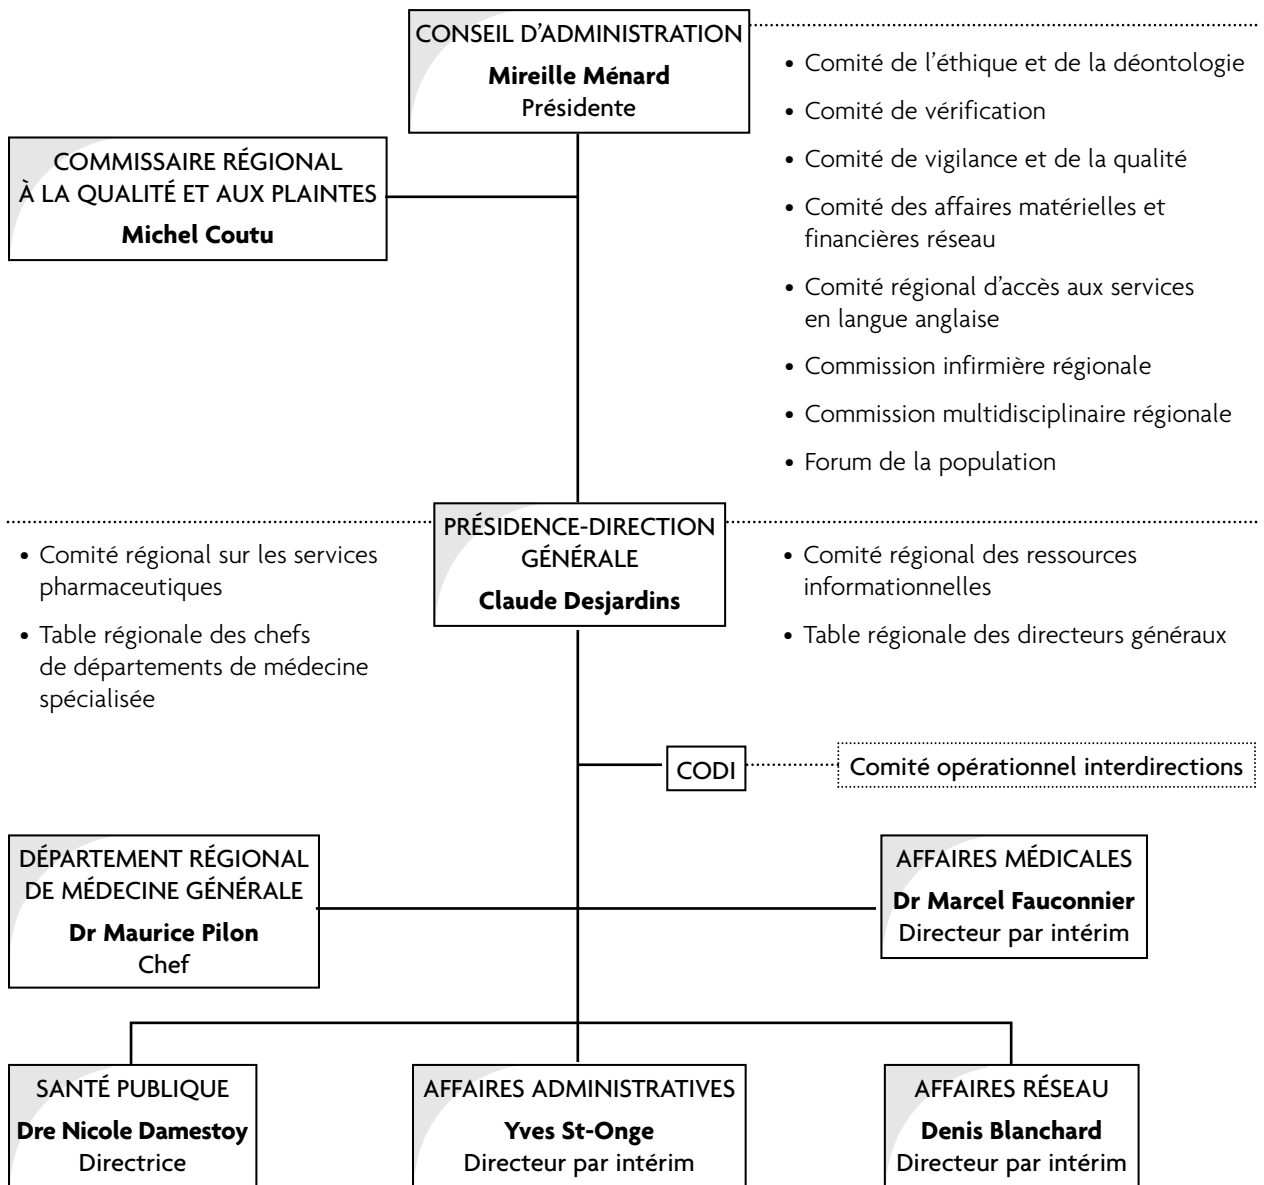 CONSEIL D’ADMINISTRATION
Mireille Ménard
Présidente
• Comité de l’éthique et de la déontologie
• Comité de vérification
• Comité de vigilance et de la qualité
• Comité des affaires matérielles et
financières réseau
• Comité régional d’accès aux services
en langue anglaise
• Commission infirmière régionale
• Commission multidisciplinaire régionale
• Forum de la population
COMMISSAIRE RÉGIONAL
À LA QUALITÉ ET AUX PLAINTES
Michel Coutu
PRÉSIDENCE-DIRECTION
GÉNÉRALE
Claude Desjardins
• Comité régional sur les services
pharmaceutiques
• Table régionale des chefs
de départements de médecine
spécialisée
• Comité régional des ressources
informationnelles
• Table régionale des directeurs généraux
CODI
Comité opérationnel interdirections
DÉPARTEMENT RÉGIONAL
DE MÉDECINE GÉNÉRALE
Dr Maurice Pilon
Chef
AFFAIRES MÉDICALES
Dr Marcel Fauconnier
Directeur par intérim
SANTÉ PUBLIQUE
Dre Nicole Damestoy
Directrice
AFFAIRES ADMINISTRATIVES
Yves St-Onge
Directeur par intérim
AFFAIRES RÉSEAU
Denis Blanchard
Directeur par intérim